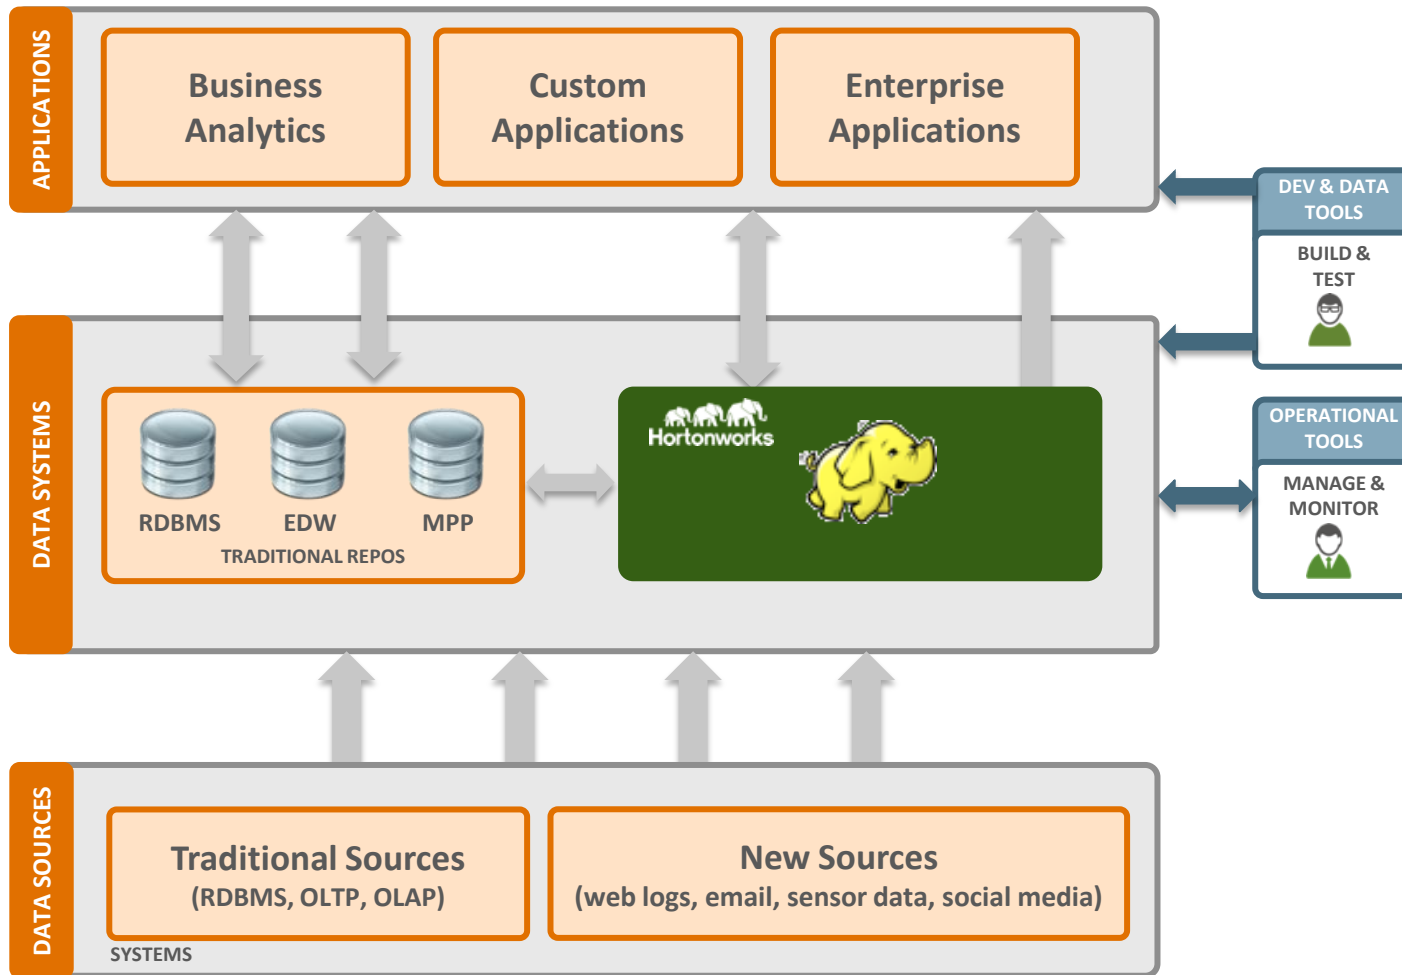 APPLICATIONS
Business
Analytics
Custom
Applications
Enterprise
Applications
DEV & DATA
TOOLS
BUILD &
TEST
DATA SYSTEMS
RDBMS
EDW
MPP
TRADITIONAL REPOS
Hortonworks
OPERATIONAL
TOOLS
MANAGE &
MONITOR
DATA SOURCES
Traditional Sources
(RDBMS, OLTP, OLAP)
New Sources
(web logs, email, sensor data, social media)
SYSTEMS